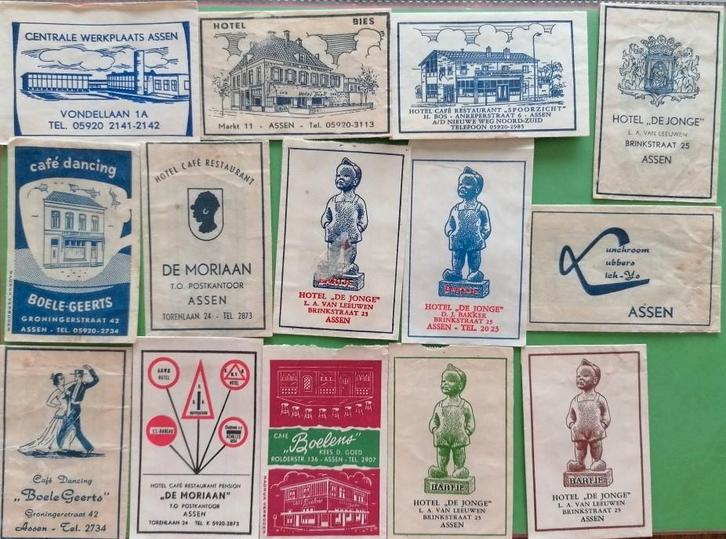 CENTRALE WERKPLAATS ASSEN
VONDELLAAN 1A
TEL. 05920 2141-2142
HOTEL BIES
Markt 11 - ASSEN - Tel. 05920-3113
HOTEL CAFÉ RESTAURANT „SPOORZICHT"
H. BOS - ANREPERSTRAAT 6 - ASSEN
A/D NIEUWE WEG NOORD-ZUID
TELEFOON 05920-2985
HOTEL „DE JONGE"
L. A. VAN LEEUWEN
BRINKSTRAAT 25
ASSEN
café dancing
BOELE-GEERTS
GRONINGERSTRAAT 42
ASSEN - TEL. 05920-2734
HOTEL CAFÉ RESTAURANT
DE MORIAAN
T.O. POSTKANTOOR
ASSEN
TORENLAAN 24 - TEL. 2873
BARTJE
HOTEL „DE JONGE"
L. A. VAN LEEUWEN
BRINKSTRAAT 25
ASSEN
BARTJE
HOTEL „DE JONGE"
D. J. BAKKER
BRINKSTRAAT 25
ASSEN - TEL. 20 25
Lunchroom
Lubbers
Lich-Ys
ASSEN
Café Dancing
„Boele Geerts"
Groningerstraat 42
Assen - Tel. 2734
HOTEL CAFÉ RESTAURANT PENSION
„DE MORIAAN"
T.O POSTKANTOOR
ASSEN
TORENLAAN 24 TEL K 5920-2873
CAFÉ „Boelens"
KEES D. GOED
ROLDERSTR. 136 - ASSEN - TEL. 2907
BARTJE
HOTEL „DE JONGE"
L. A. VAN LEEUWEN
BRINKSTRAAT 25
ASSEN
BARTJE
HOTEL „DE JONGE"
L. A. VAN LEEUWEN
BRINKSTRAAT 25
ASSEN